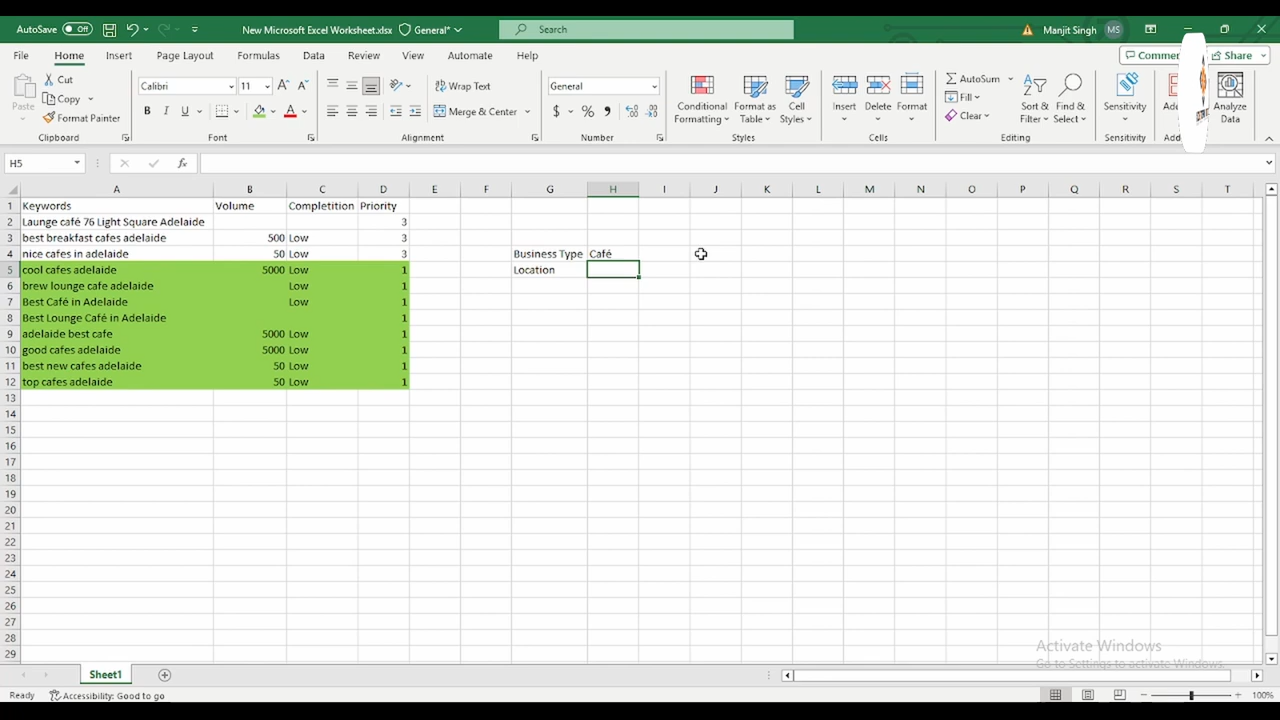 AutoSave Off New Microsoft Excel Worksheet.xlsx General* Search Manjit Singh MS
File Home Insert Page Layout Formulas Data Review View Automate Help Share
Paste Cut Copy Format Painter Clipboard
Calibri 11 B I U A Font
Wrap Text Merge & Center Alignment
General $ % , Number
Conditional Formatting Format as Table Cell Styles Styles
Insert Delete Format Cells
AutoSum Fill Clear Sort & Filter Find & Select Editing
Sensitivity Sensitivity
Analyze Data
H5 fx
A B C D E F G H I J K L M N O P Q R S T
1 Keywords Volume Completition Priority
2 Launge café 76 Light Square Adelaide 3
3 best breakfast cafes adelaide 500 Low 3
4 nice cafes in adelaide 50 Low 3 Business Type Café
5 cool cafes adelaide 5000 Low 1 Location
6 brew lounge cafe adelaide Low 1
7 Best Café in Adelaide Low 1
8 Best Lounge Café in Adelaide 1
9 adelaide best cafe 5000 Low 1
10 good cafes adelaide 5000 Low 1
11 best new cafes adelaide 50 Low 1
12 top cafes adelaide 50 Low 1
13
14
15
16
17
18
19
20
21
22
23
24
25
26
27
28
29
Activate Windows
Go to Settings to activate Windows.
Sheet1
Ready Accessibility: Good to go 100%